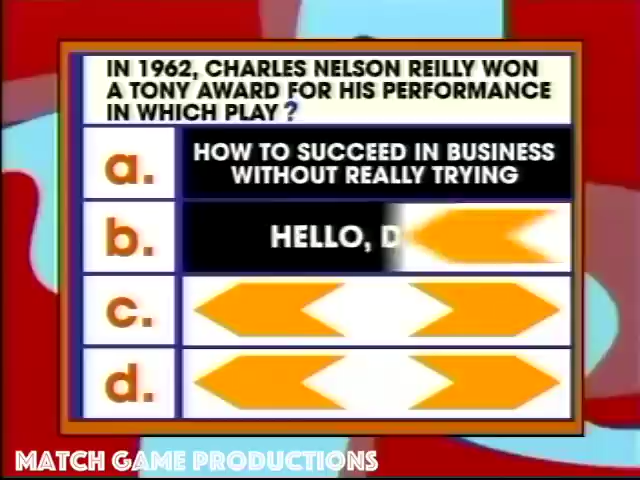 IN 1962, CHARLES NELSON REILLY WON
A TONY AWARD FOR HIS PERFORMANCE
IN WHICH PLAY?
a.
HOW TO SUCCEED IN BUSINESS
WITHOUT REALLY TRYING
b.
HELLO, D
c.
d.
MATCH GAME PRODUCTIONS